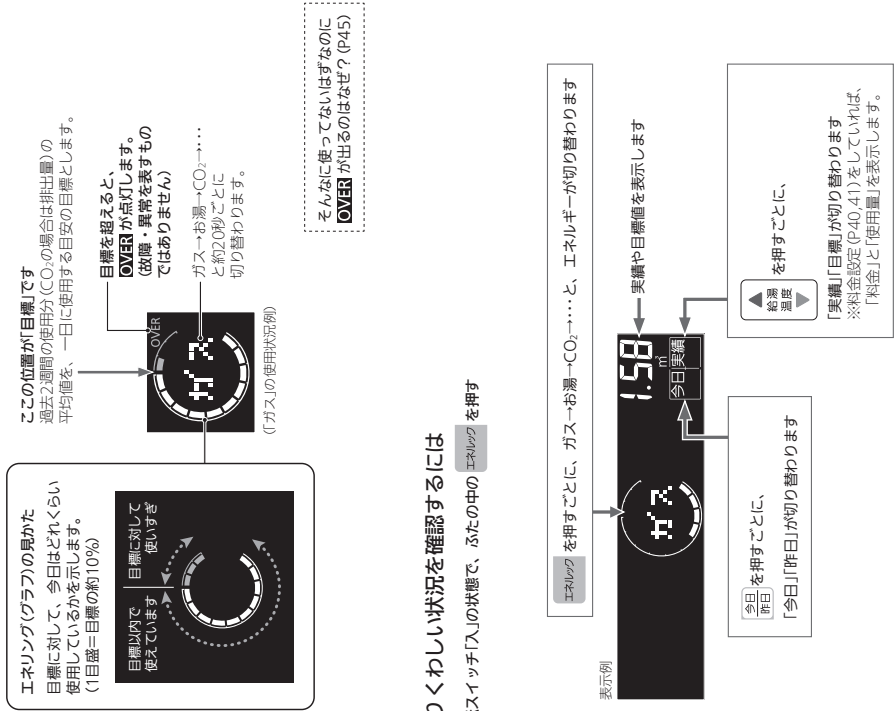 エネリング(グラフ)の見かた
目標に対して、今日はどれくらい
使用しているかを示します。
(1目盛＝目標の約10%)
目標以内で
使えています
目標に対して
使いすぎ
ここの位置が「目標」です
過去2週間の使用分(CO₂の場合は排出量)の
平均値を、一日に使用する目安の目標とします。
OVER
ガス
(「ガス」の使用状況例)
目標を超えると、
OVER が点灯します。
(故障・異常を表すもの
ではありません)
ガス→お湯→CO₂→・・・
と約20秒ごとに
切り替わります。
そんなに使ってないはずなのに
OVER が出るのはなぜ？(P45)
くわしい状況を確認するには
スイッチ「入」の状態で、ふたの中の エネルック を押す
エネルック を押すごとに、ガス→お湯→CO₂→・・・と、エネルギーが切り替わります
表示例
ガス
1.58
㎥
今日 実績
実績や目標値を表示します
今日
昨日
を押すごとに、
「今日」「昨日」が切り替わります
▲
給湯
温度
▼
を押すごとに、
「実績」「目標」が切り替わります
※料金設定(P40,41)をしていれば、
「料金」と「使用量」を表示します。